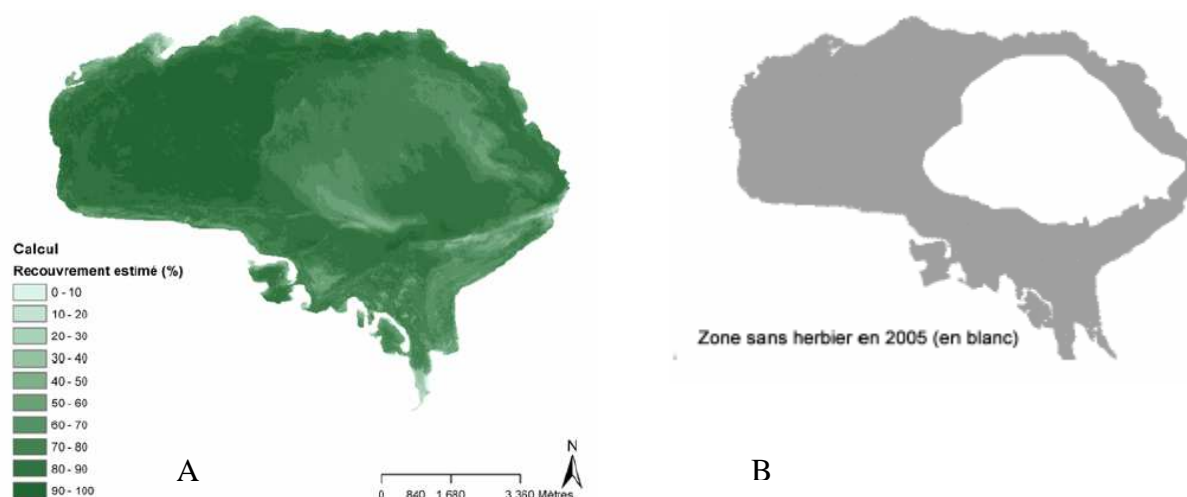 Calcul
Recouvrement estimé (%)
0 - 10
10 - 20
20 - 30
30 - 40
40 - 50
50 - 60
60 - 70
70 - 80
80 - 90
90 - 100
A
N
0 840 1,680 3,360 Mètres
Zone sans herbier en 2005 (en blanc)
B